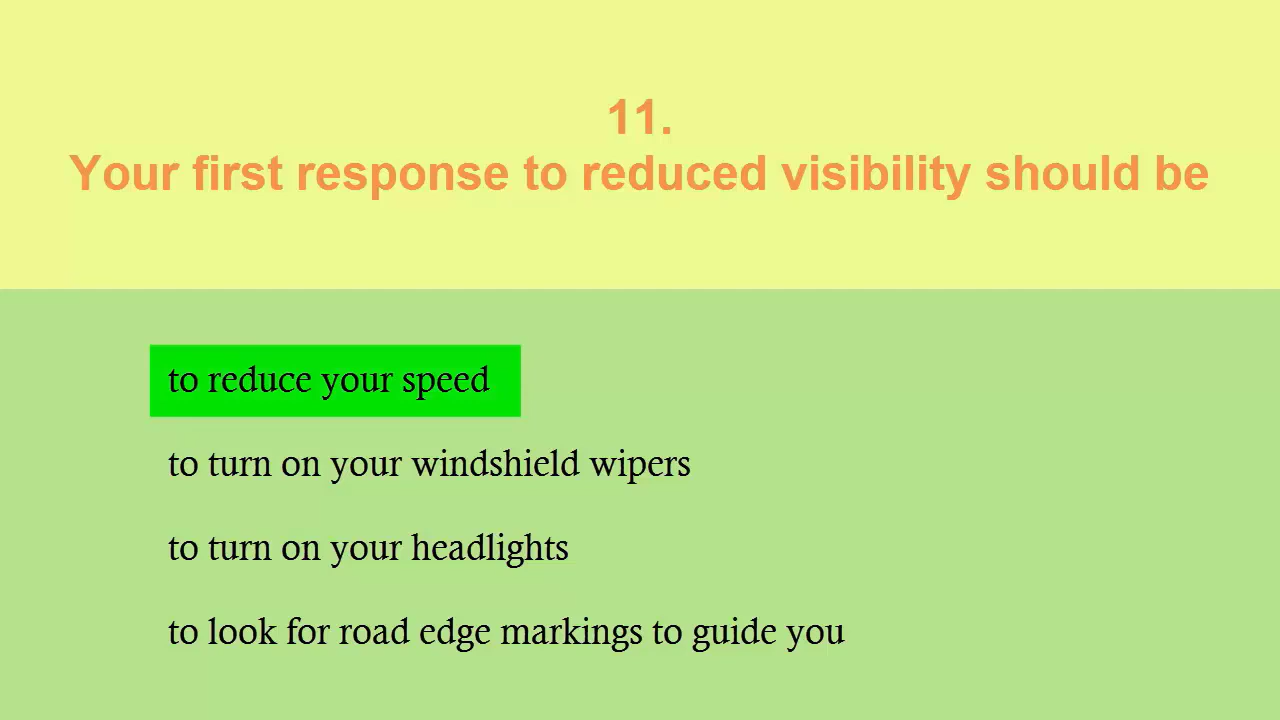 11.
Your first response to reduced visibility should be
to reduce your speed
to turn on your windshield wipers
to turn on your headlights
to look for road edge markings to guide you